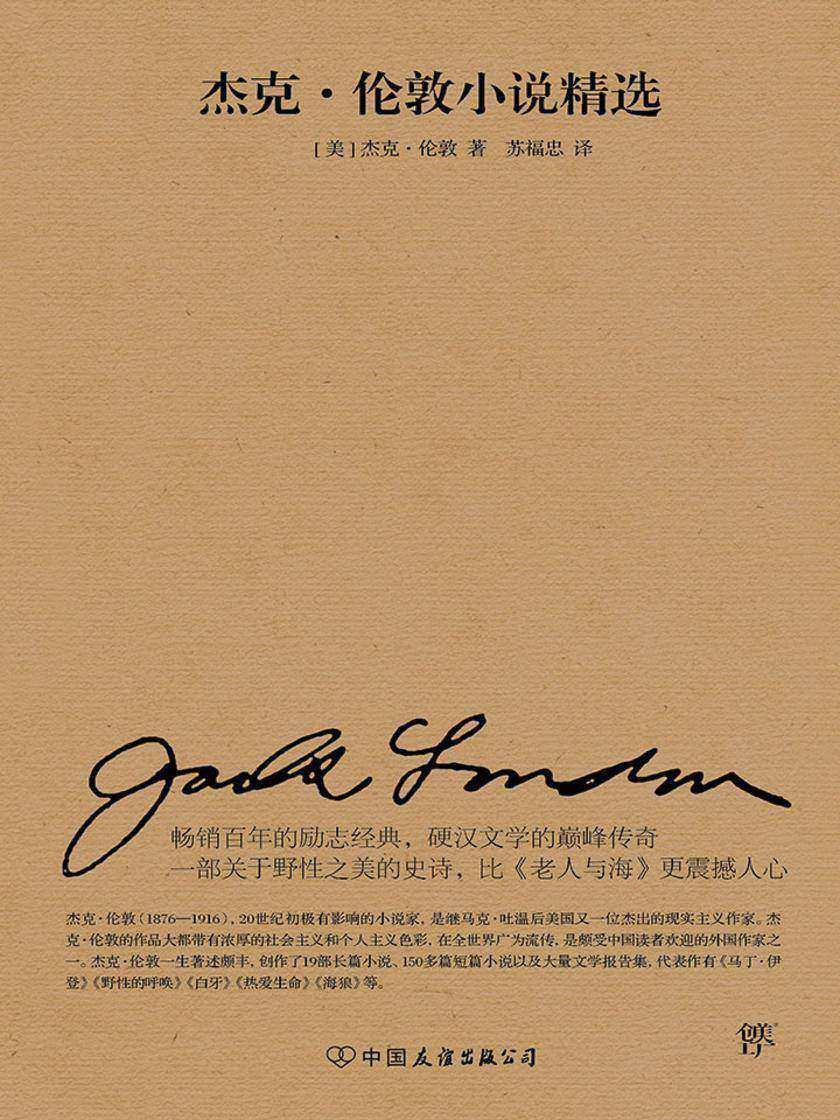 杰克·伦敦小说精选
[美]杰克·伦敦 著 苏福忠 译
Jack London
畅销百年的励志经典，硬汉文学的巅峰传奇
一部关于野性之美的史诗，比《老人与海》更震撼人心
杰克·伦敦（1876—1916），20世纪初极有影响的小说家，是继马克·吐温后美国又一位杰出的现实主义作家。杰
克·伦敦的作品大都带有浓厚的社会主义和个人主义色彩，在全世界广为流传，是颇受中国读者欢迎的外国作家之
一。杰克·伦敦一生著述颇丰，创作了19部长篇小说、150多篇短篇小说以及大量文学报告集，代表作有《马丁·伊
登》《野性的呼唤》《白牙》《热爱生命》《海狼》等。
中国友谊出版公司
创美
工厂